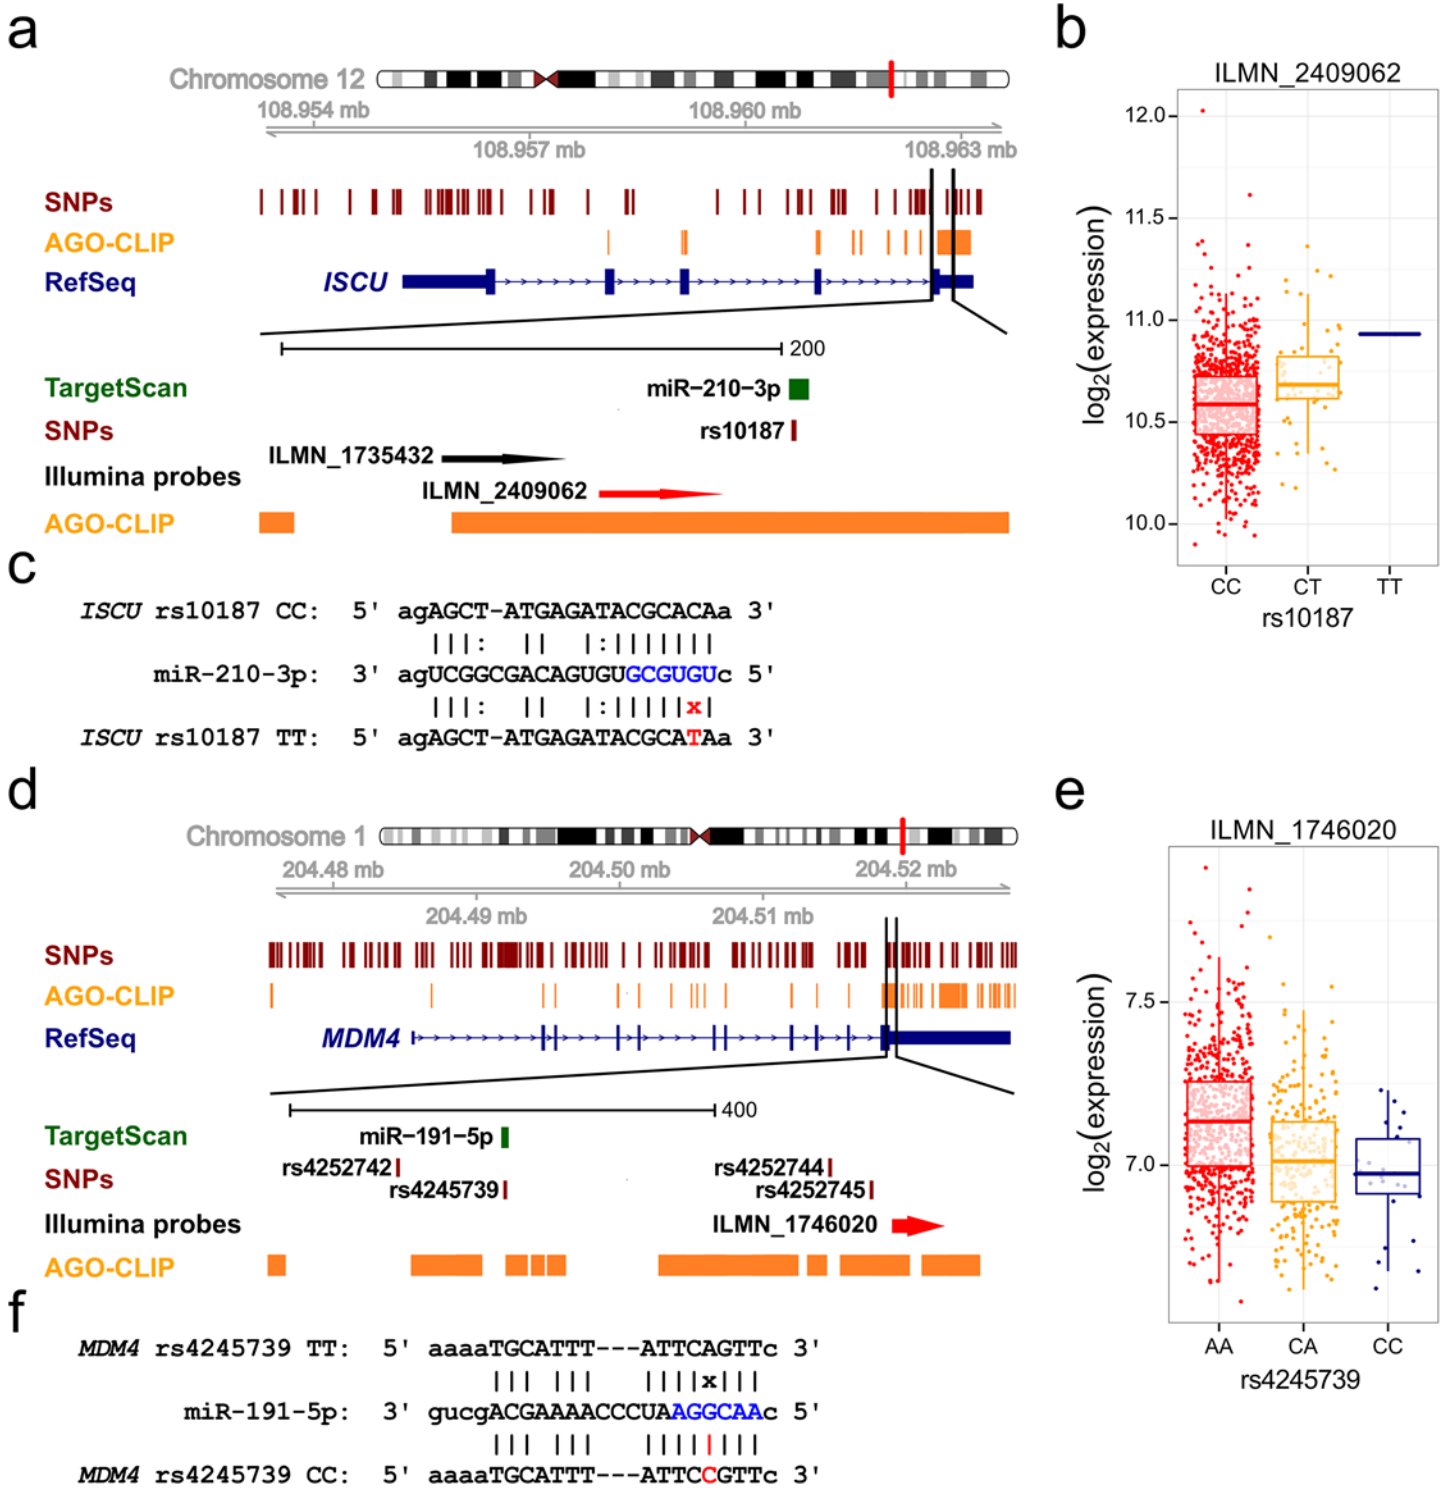 a
Chromosome 12
108.954 mb
108.960 mb
108.957 mb
108.963 mb
SNPs
AGO-CLIP
RefSeq
ISCU
200
TargetScan
miR-210-3p
SNPs
rs10187
ILMN_1735432
Illumina probes
ILMN_2409062
AGO-CLIP
b
ILMN_2409062
12.0
11.5
11.0
10.5
10.0
log2(expression)
CC CT TT
rs10187
c
ISCU rs10187 CC: 5' agAGCT-ATGAGATACGCACAa 3'
|||: || |:|||||||
miR-210-3p: 3' agUCGGCGACAGUGUGCGUGUc 5'
|||: || |:|||||x|
ISCU rs10187 TT: 5' agAGCT-ATGAGATACGCATAa 3'
d
Chromosome 1
204.48 mb
204.50 mb
204.52 mb
204.49 mb
204.51 mb
SNPs
AGO-CLIP
RefSeq
MDM4
400
TargetScan
miR-191-5p
rs4252742
rs4252744
SNPs
rs4245739
rs4252745
Illumina probes
ILMN_1746020
AGO-CLIP
e
ILMN_1746020
7.5
7.0
log2(expression)
AA CA CC
rs4245739
f
MDM4 rs4245739 TT: 5' aaaaTGCATTT---ATTCAGTTc 3'
||| ||| ||||x|||
miR-191-5p: 3' gucgACGAAAACCCUAAGGCAAc 5'
||| ||| ||||||||
MDM4 rs4245739 CC: 5' aaaaTGCATTT---ATTCCGTTc 3'